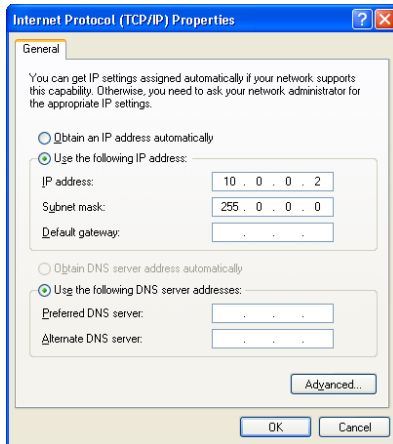 Internet Protocol (TCP/IP) Properties
General
You can get IP settings assigned automatically if your network supports
this capability. Otherwise, you need to ask your network administrator for
the appropriate IP settings.
Obtain an IP address automatically
Use the following IP address:
IP address: 10 . 0 . 0 . 2
Subnet mask: 255 . 0 . 0 . 0
Default gateway: . . .
Obtain DNS server address automatically
Use the following DNS server addresses:
Preferred DNS server: . . .
Alternate DNS server: . . .
Advanced...
OK Cancel